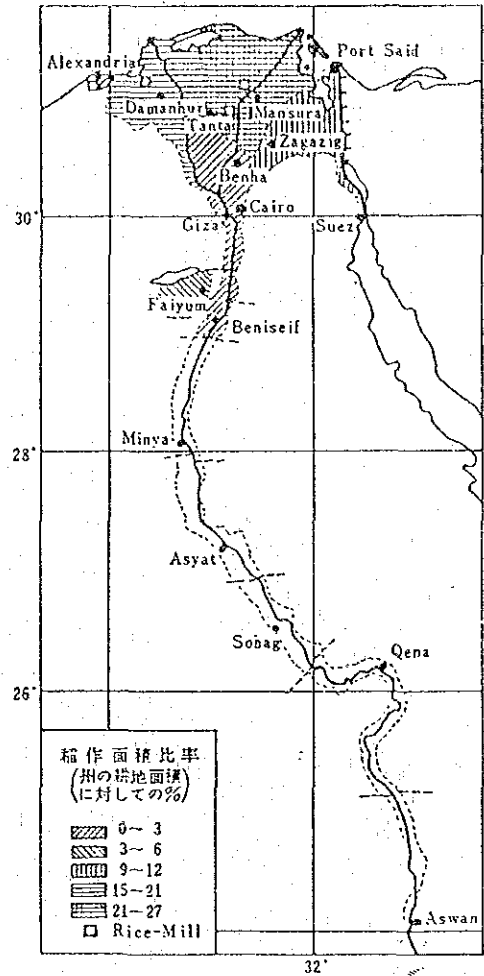 Alexandria
Port Said
Damanhur
Tanta
Mansura
Zagazig
Benha
30°
Cairo
Giza
Suez
Faiyum
Beniseif
28°
Minya
Asyat
Sohag
Qena
26°
稲作面積比率
(州の耕地面積
に対しての%)
0~3
3~6
9~12
15~21
21~27
Rice-Mill
Aswan
32°